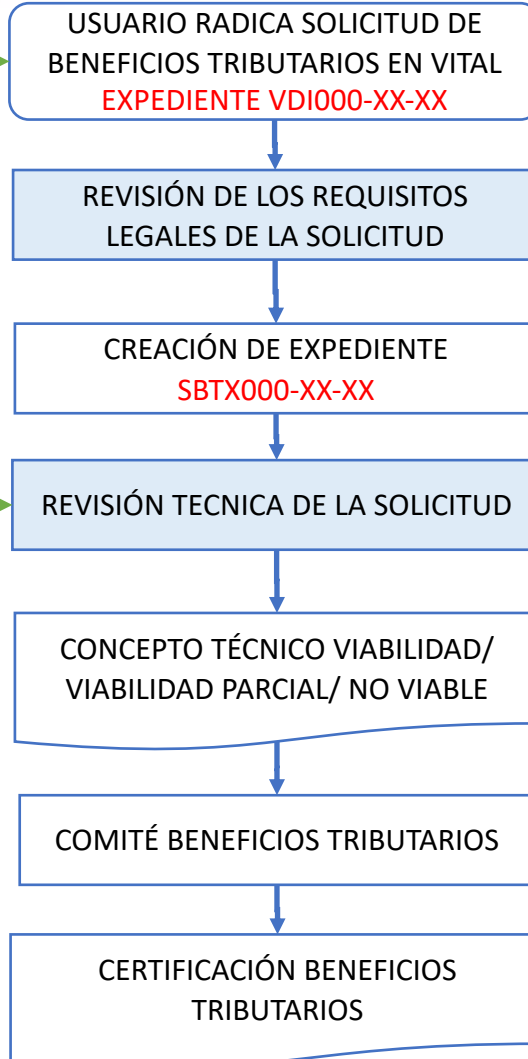 USUARIO RADICA SOLICITUD DE
BENEFICIOS TRIBUTARIOS EN VITAL
EXPEDIENTE VDI000-XX-XX
REVISIÓN DE LOS REQUISITOS
LEGALES DE LA SOLICITUD
CREACIÓN DE EXPEDIENTE
SBTX000-XX-XX
REVISIÓN TECNICA DE LA SOLICITUD
CONCEPTO TÉCNICO VIABILIDAD/
VIABILIDAD PARCIAL/ NO VIABLE
COMITÉ BENEFICIOS TRIBUTARIOS
CERTIFICACIÓN BENEFICIOS
TRIBUTARIOS